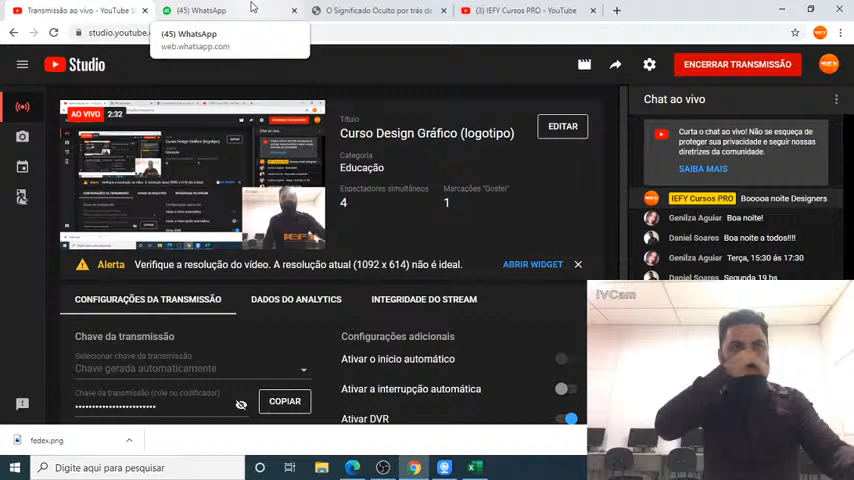 Transmissão ao vivo - YouTube S
(45) WhatsApp
O Significado Oculto por trás de
(3) IEFY Cursos PRO - YouTube
studio.youtube.
(45) WhatsApp
web.whatsapp.com
Studio
ENCERRAR TRANSMISSÃO
AO VIVO 2:32
Título
Curso Design Gráfico (logotipo)
EDITAR
Categoria
Educação
Espectadores simultâneos
4
Marcações "Gostei"
1
Alerta Verifique a resolução do vídeo. A resolução atual (1092 x 614) não é ideal.
ABRIR WIDGET
CONFIGURAÇÕES DA TRANSMISSÃO
DADOS DO ANALYTICS
INTEGRIDADE DO STREAM
Chave da transmissão
Selecionar chave da transmissão
Chave gerada automaticamente
Chave da transmissão (cole no codificador)
COPIAR
Configurações adicionais
Ativar o início automático
Ativar a interrupção automática
Ativar DVR
Chat ao vivo
Curta o chat ao vivo! Não se esqueça de
proteger sua privacidade e seguir nossas
diretrizes da comunidade.
SAIBA MAIS
IEFY Cursos PRO Booooa noite Designers
Genilza Aguiar Boa noite!
Daniel Soares Boa noite a todos!!!!
Genilza Aguiar Terça, 15:30 ás 17:30
Daniel Soares Segunda 19 hs
iVCam
fedex.png
Digite aqui para pesquisar